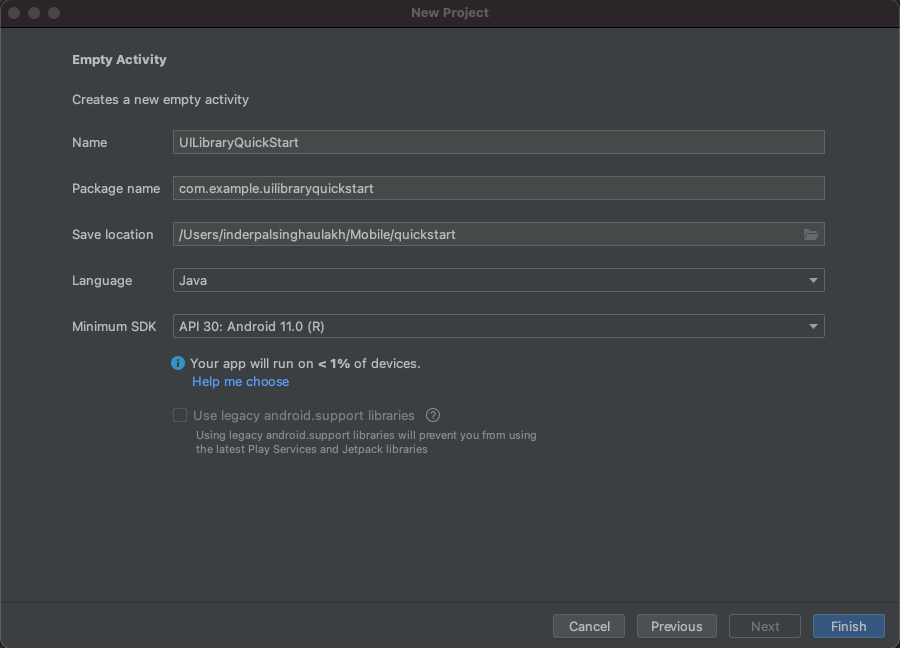 New Project
Empty Activity
Creates a new empty activity
Name UILibraryQuickStart
Package name com.example.uilibraryquickstart
Save location /Users/inderpalsinghaulakh/Mobile/quickstart
Language Java
Minimum SDK API 30: Android 11.0 (R)
i Your app will run on < 1% of devices.
Help me choose
Use legacy android.support libraries ?
Using legacy android.support libraries will prevent you from using
the latest Play Services and Jetpack libraries
Cancel Previous Next Finish